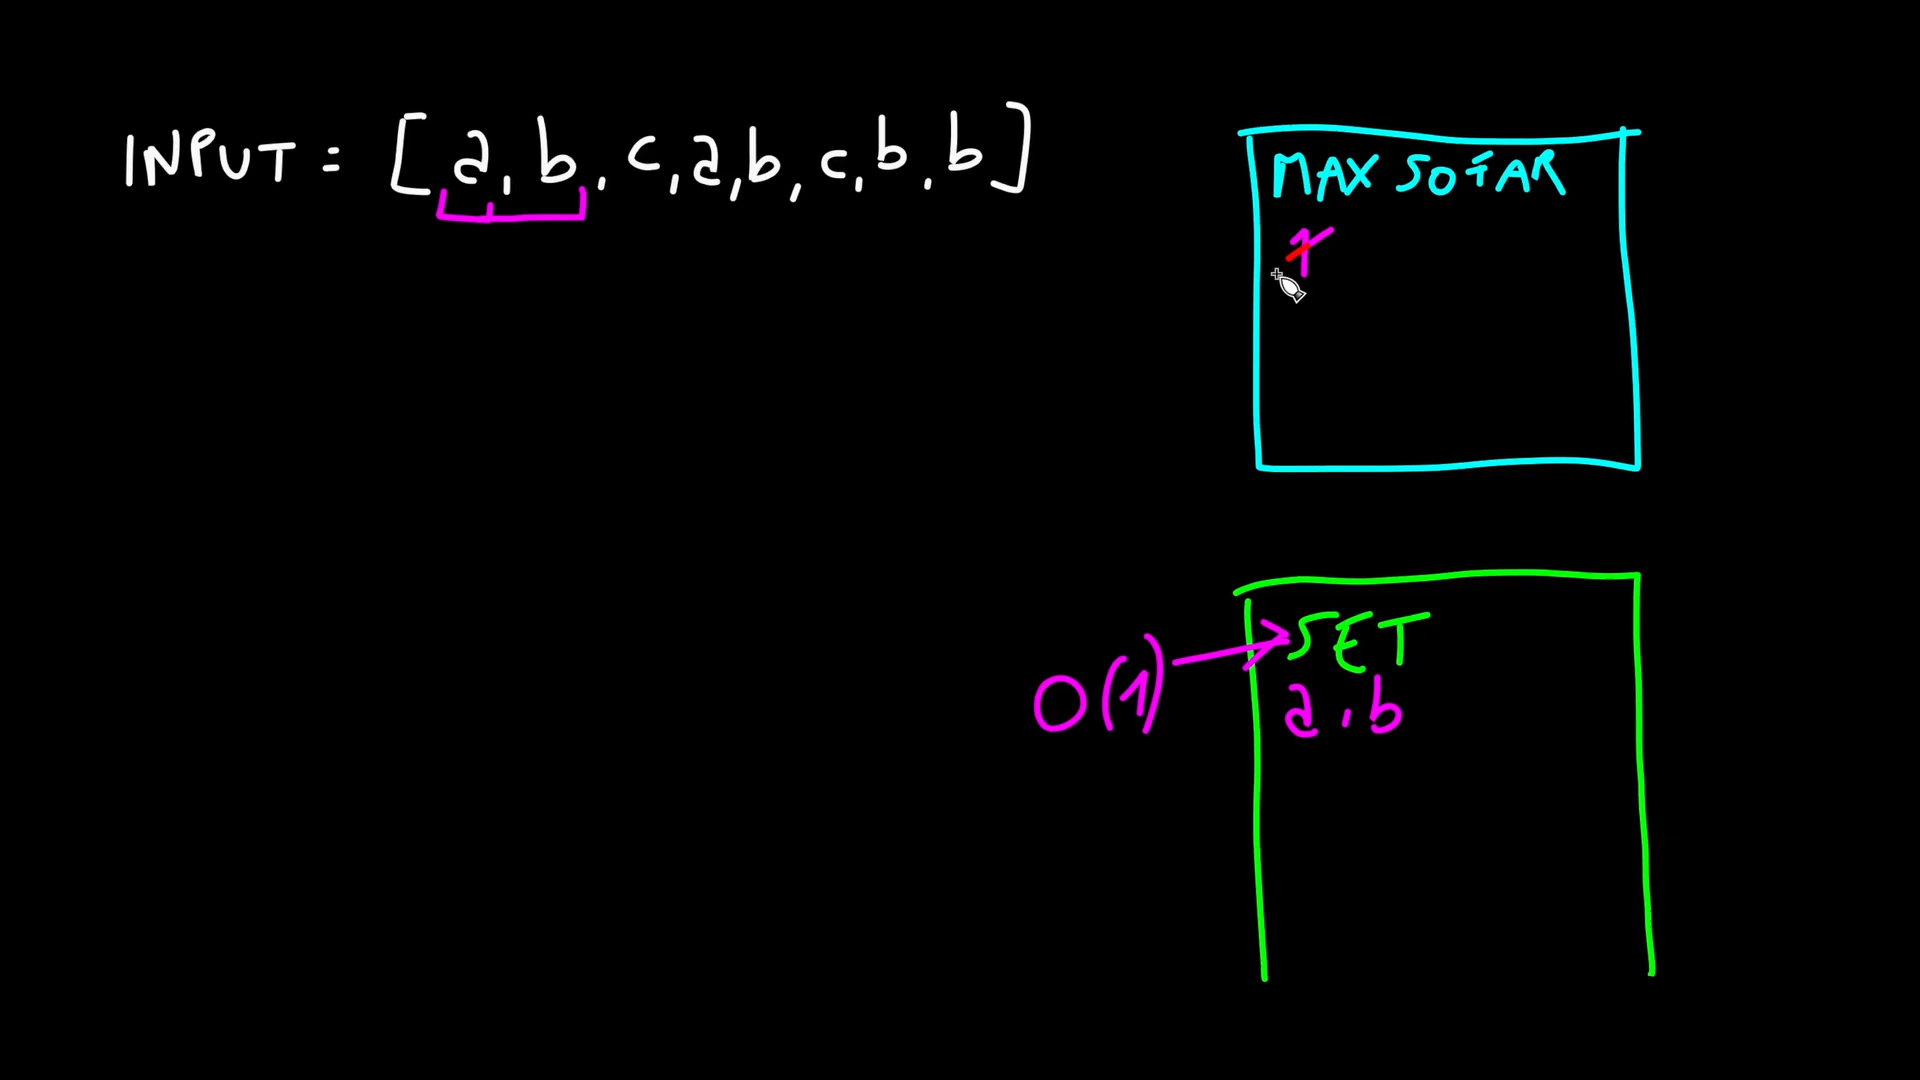 INPUT = [a, b, c, a, b, c, b, b]
MAX SOFAR
1
O(1)
SET
a, b